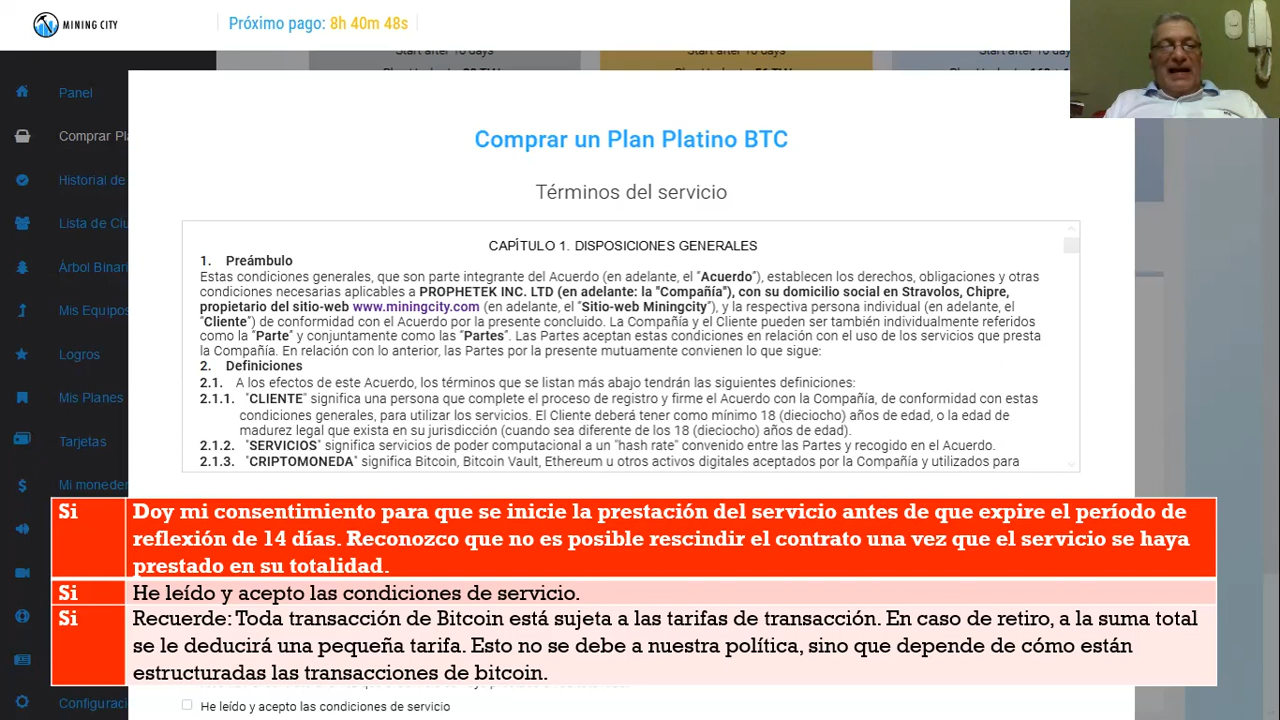 MINING CITY
Próximo pago: 8h 40m 48s
Start after 10 days
Start after 10 days
Panel
Comprar un Plan Platino BTC
Comprar Pla
Términos del servicio
Historial de
Lista de Ciu
Árbol Binari
Mis Equipos
Logros
Mis Planes
Tarjetas
Mi moneder
Configuraci
CAPÍTULO 1. DISPOSICIONES GENERALES
1. Preámbulo
Estas condiciones generales, que son parte integrante del Acuerdo (en adelante, el "Acuerdo"), establecen los derechos, obligaciones y otras
condiciones necesarias aplicables a PROPHETEK INC. LTD (en adelante: la "Compañía"), con su domicilio social en Stravolos, Chipre,
propietario del sitio-web www.miningcity.com (en adelante, el "Sitio-web Miningcity"), y la respectiva persona individual (en adelante, el
"Cliente") de conformidad con el Acuerdo por la presente concluido. La Compañía y el Cliente pueden ser también individualmente referidos
como la "Parte" y conjuntamente como las "Partes". Las Partes aceptan estas condiciones en relación con el uso de los servicios que presta
la Compañía. En relación con lo anterior, las Partes por la presente mutuamente convienen lo que sigue:
2. Definiciones
2.1. A los efectos de este Acuerdo, los términos que se listan más abajo tendrán las siguientes definiciones:
2.1.1. "CLIENTE" significa una persona que complete el proceso de registro y firme el Acuerdo con la Compañía, de conformidad con estas
condiciones generales, para utilizar los servicios. El Cliente deberá tener como mínimo 18 (dieciocho) años de edad, o la edad de
madurez legal que exista en su jurisdicción (cuando sea diferente de los 18 (dieciocho) años de edad).
2.1.2. "SERVICIOS" significa servicios de poder computacional a un "hash rate" convenido entre las Partes y recogido en el Acuerdo.
2.1.3. "CRIPTOMONEDA" significa Bitcoin, Bitcoin Vault, Ethereum u otros activos digitales aceptados por la Compañía y utilizados para
Si Doy mi consentimiento para que se inicie la prestación del servicio antes de que expire el período de
reflexión de 14 días. Reconozco que no es posible rescindir el contrato una vez que el servicio se haya
prestado en su totalidad.
Si He leído y acepto las condiciones de servicio.
Si Recuerde: Toda transacción de Bitcoin está sujeta a las tarifas de transacción. En caso de retiro, a la suma total
se le deducirá una pequeña tarifa. Esto no se debe a nuestra política, sino que depende de cómo están
estructuradas las transacciones de bitcoin.
He leído y acepto las condiciones de servicio